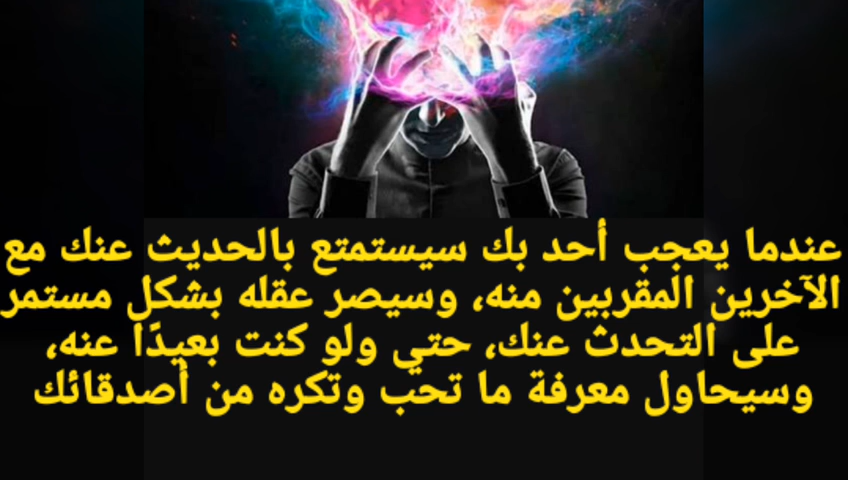 عندما يعجب أحد بك سيستمتع بالحديث عنك مع
الآخرين المقربين منه، وسيصر عقله بشكل مستمر
على التحدث عنك، حتي ولو كنت بعيدًا عنه،
وسيحاول معرفة ما تحب وتكره من أصدقائك